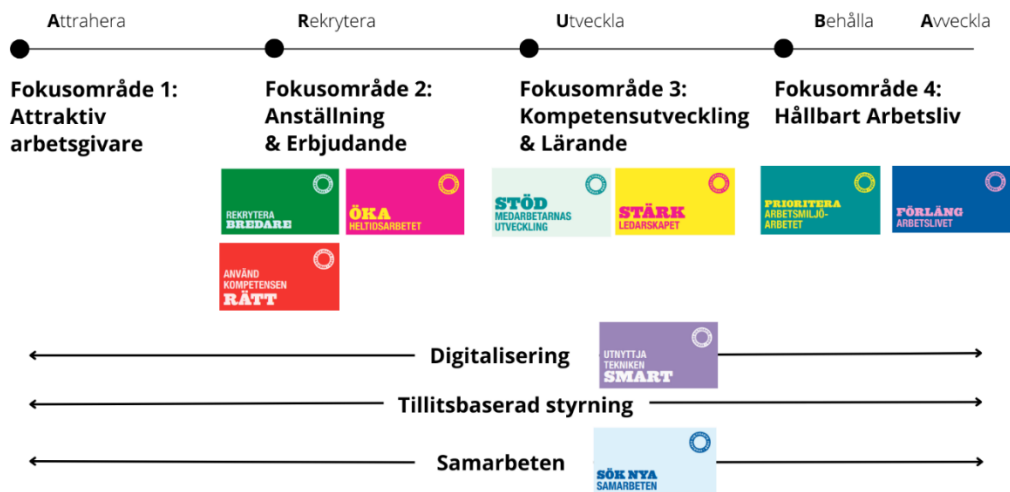 Attrahera
Rekrytera
Utveckla
Behålla
Avveckla
Fokusområde 1:
Attraktiv
arbetsgivare
Fokusområde 2:
Anställning
& Erbjudande
Fokusområde 3:
Kompetensutveckling
& Lärande
Fokusområde 4:
Hållbart Arbetsliv
REKRYTERA
BREDARE
ÖKA
HELTIDSARBETET
STÖD
MEDARBETARNAS
UTVECKLING
STÄRK
LEDARSKAPET
PRIORITERA
ARBETSMILJÖ-
ARBETET
FÖRLÄNG
ARBETSLIVET
ANVÄND
KOMPETENSEN
RÄTT
Digitalisering
UTNYTTJA
TEKNIKEN
SMART
Tillitsbaserad styrning
Samarbeten
SÖK NYA
SAMARBETEN